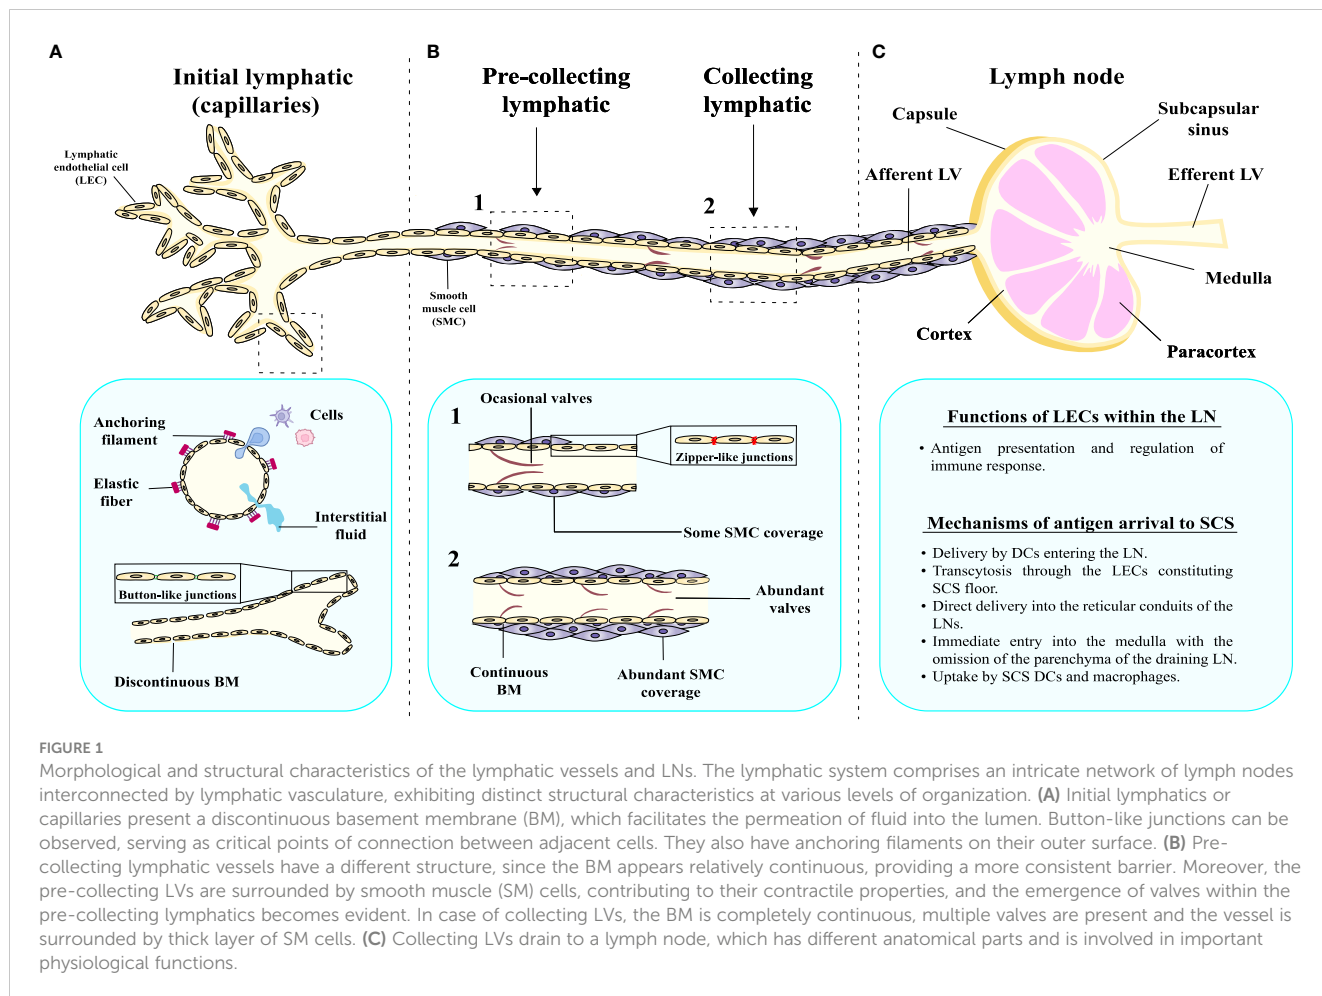 A
Initial lymphatic
(capillaries)
Lymphatic
endothelial cell
(LEC)
B
Pre-collecting
lymphatic
Collecting
lymphatic
1
2
Smooth
muscle cell
(SMC)
C
Lymph node
Capsule
Subcapsular
sinus
Afferent LV
Efferent LV
Medulla
Cortex
Paracortex
Anchoring
filament
Cells
Elastic
fiber
Interstitial
fluid
Button-like junctions
Discontinuous BM
1
Ocasional valves
Zipper-like junctions
Some SMC coverage
2
Abundant
valves
Continuous
BM
Abundant SMC
coverage
Functions of LECs within the LN
• Antigen presentation and regulation of
immune response.
Mechanisms of antigen arrival to SCS
• Delivery by DCs entering the LN.
• Transcytosis through the LECs constituting
SCS floor.
• Direct delivery into the reticular conduits of the
LNs.
• Immediate entry into the medulla with the
omission of the parenchyma of the draining LN.
• Uptake by SCS DCs and macrophages.
FIGURE 1
Morphological and structural characteristics of the lymphatic vessels and LNs. The lymphatic system comprises an intricate network of lymph nodes
interconnected by lymphatic vasculature, exhibiting distinct structural characteristics at various levels of organization. (A) Initial lymphatics or
capillaries present a discontinuous basement membrane (BM), which facilitates the permeation of fluid into the lumen. Button-like junctions can be
observed, serving as critical points of connection between adjacent cells. They also have anchoring filaments on their outer surface. (B) Pre-
collecting lymphatic vessels have a different structure, since the BM appears relatively continuous, providing a more consistent barrier. Moreover, the
pre-collecting LVs are surrounded by smooth muscle (SM) cells, contributing to their contractile properties, and the emergence of valves within the
pre-collecting lymphatics becomes evident. In case of collecting LVs, the BM is completely continuous, multiple valves are present and the vessel is
surrounded by thick layer of SM cells. (C) Collecting LVs drain to a lymph node, which has different anatomical parts and is involved in important
physiological functions.